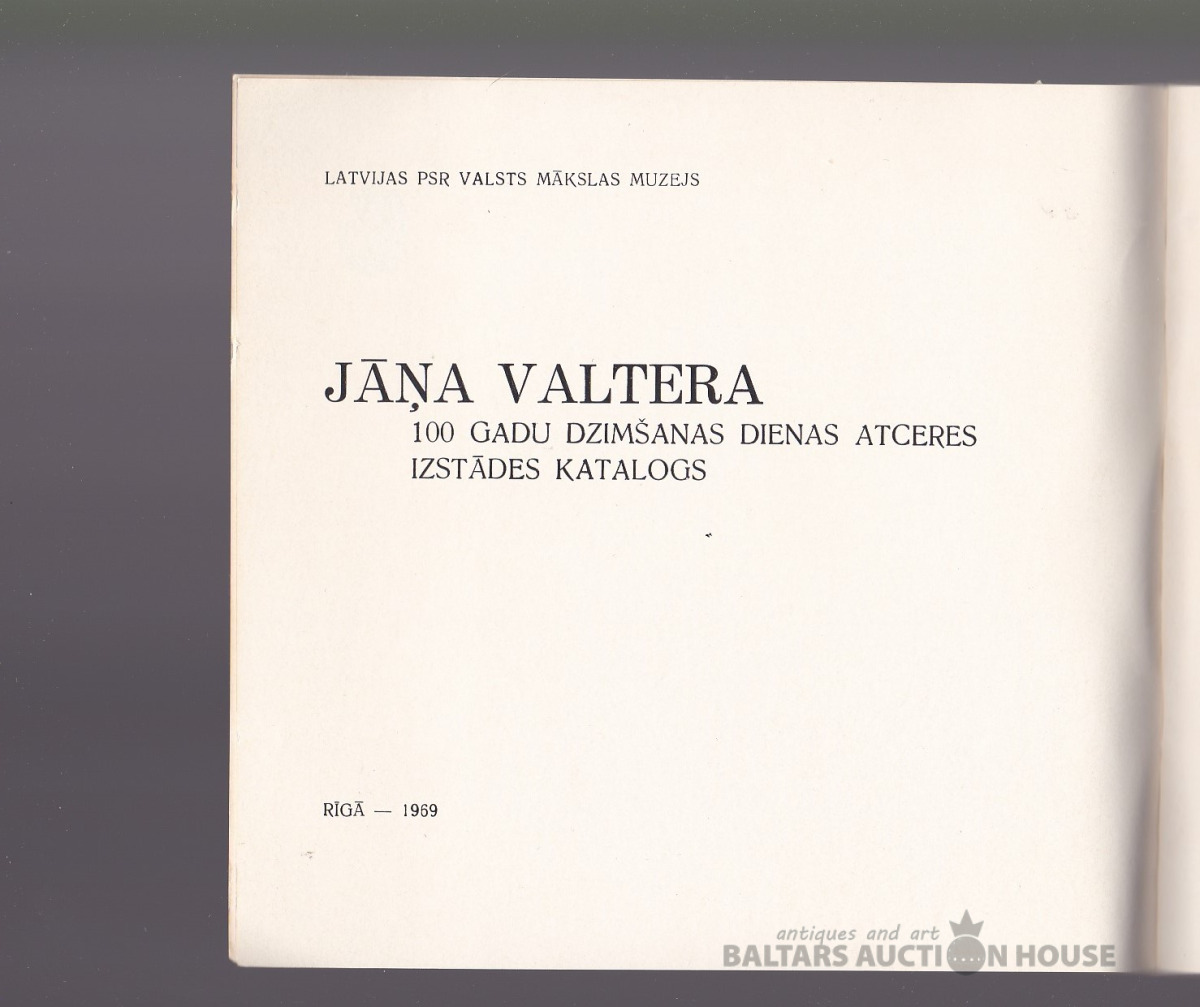 LATVIJAS PSR VALSTS MĀKSLAS MUZEJS
JĀŅA VALTERA
100 GADU DZIMŠANAS DIENAS ATCERES
IZSTĀDES KATALOGS
RĪGĀ — 1969
antiques and art
BALTARS AUCTION HOUSE